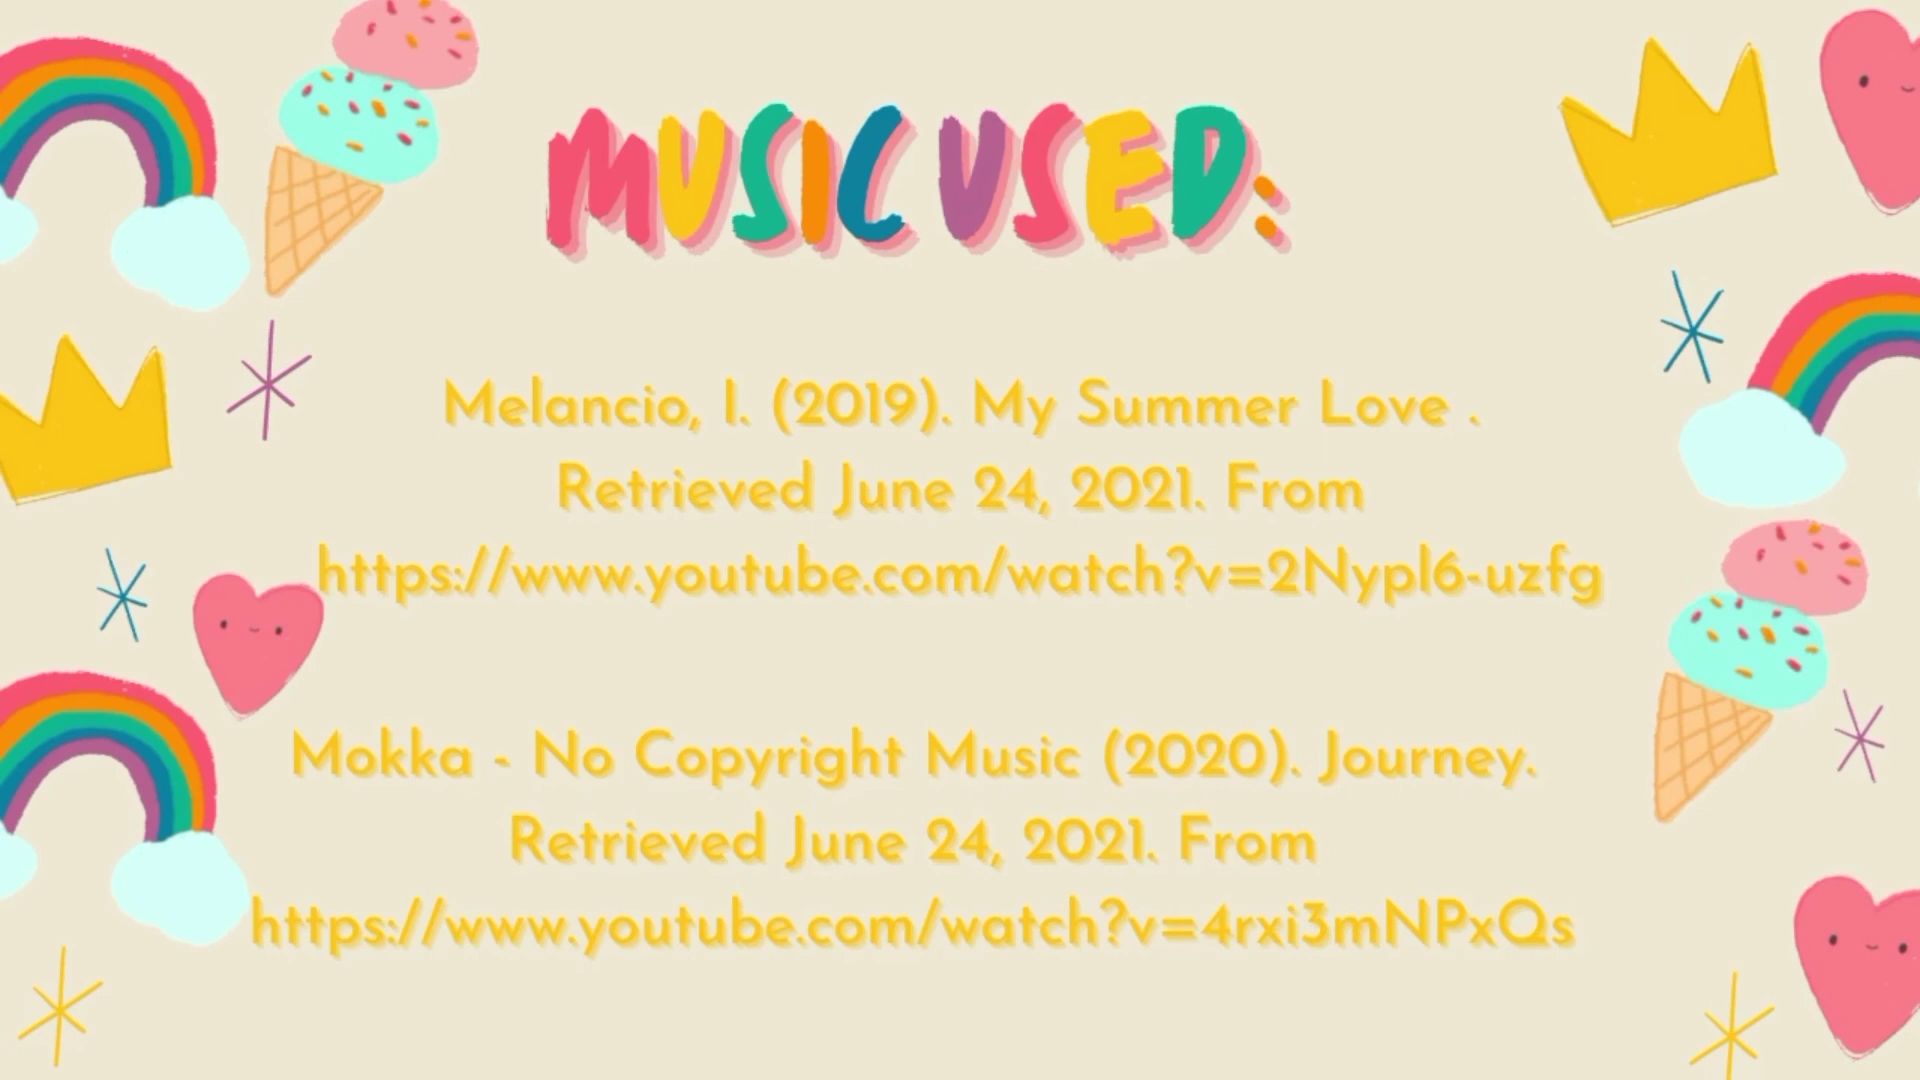 MUSIC USED:
Melancio, I. (2019). My Summer Love .
Retrieved June 24, 2021. From
https://www.youtube.com/watch?v=2Nypl6-uzfg
Mokka - No Copyright Music (2020). Journey.
Retrieved June 24, 2021. From
https://www.youtube.com/watch?v=4rxi3mNPxQs